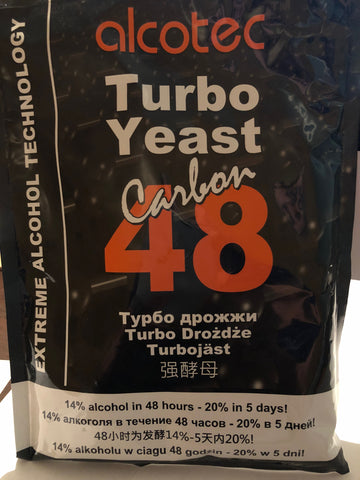 alcotec
EXTREME ALCOHOL TECHNOLOGY
Turbo
Yeast
Carbon
48
Турбо дрожжи
Turbo Drożdże
Turbojäst
强酵母
14% alcohol in 48 hours - 20% in 5 days!
14% алкоголя в течение 48 часов - 20% в 5 дней!
48小时为发酵14%-5天内20%!
14% alkoholu w ciągu 48 godzin - 20% w 5 dni!